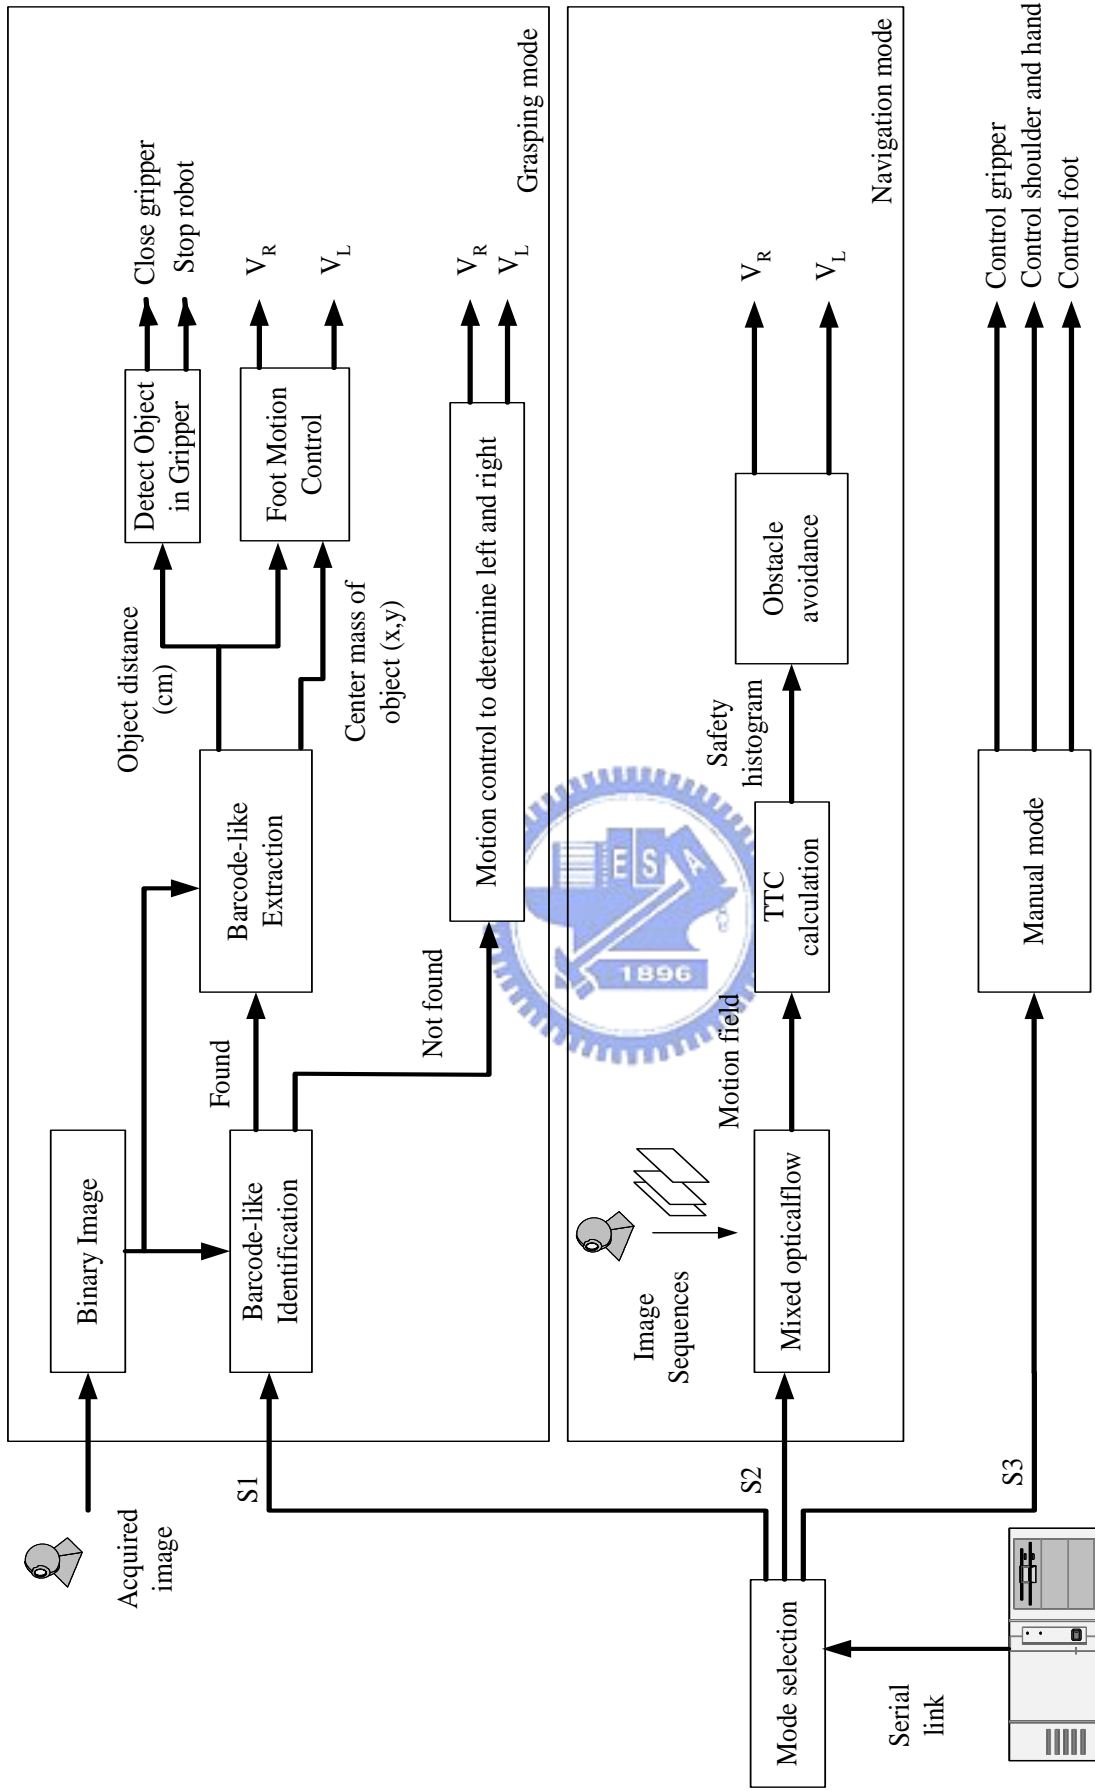 Acquired
image
Binary Image
Barcode-like
Identification
Found
Not found
Barcode-like
Extraction
Object distance
(cm)
Center mass of
object (x,y)
Detect Object
in Gripper
Close gripper
Stop robot
Foot Motion
Control
V_R
V_L
Motion control to determine left and right
V_R
V_L
Grasping mode
S1
S2
S3
Mode selection
Serial
link
Image
Sequences
Mixed opticalflow
Motion field
TTC
calculation
Safety
histogram
Obstacle
avoidance
V_R
V_L
Navigation mode
Manual mode
Control gripper
Control shoulder and hand
Control foot
E S A
1896